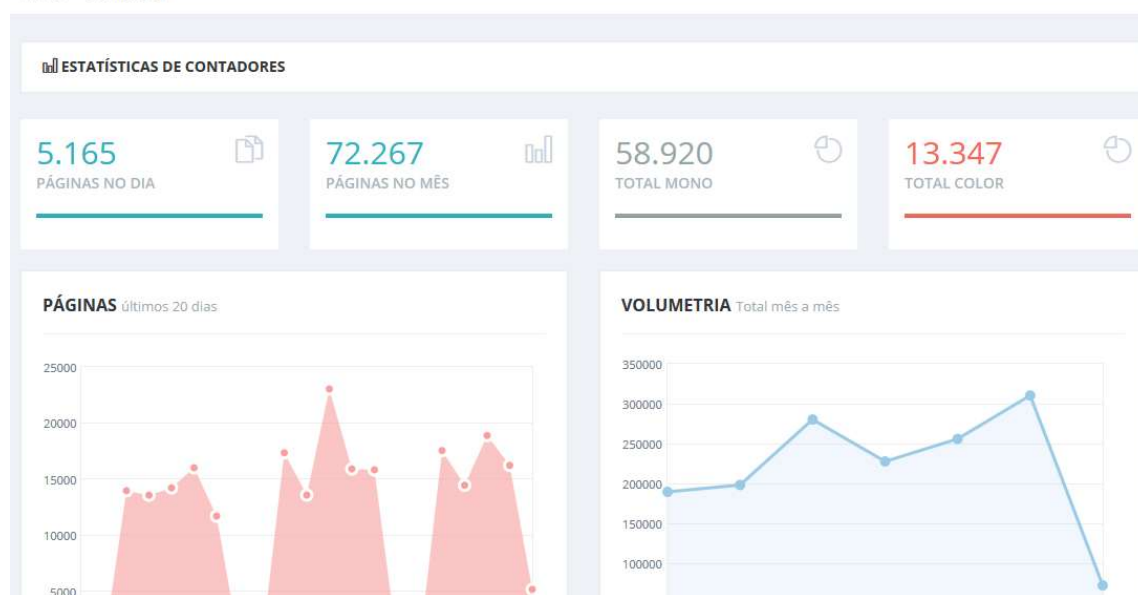 ESTATÍSTICAS DE CONTADORES
5.165
PÁGINAS NO DIA
72.267
PÁGINAS NO MÊS
58.920
TOTAL MONO
13.347
TOTAL COLOR
PÁGINAS últimos 20 dias
25000
20000
15000
10000
5000
VOLUMETRIA Total mês a mês
350000
300000
250000
200000
150000
100000